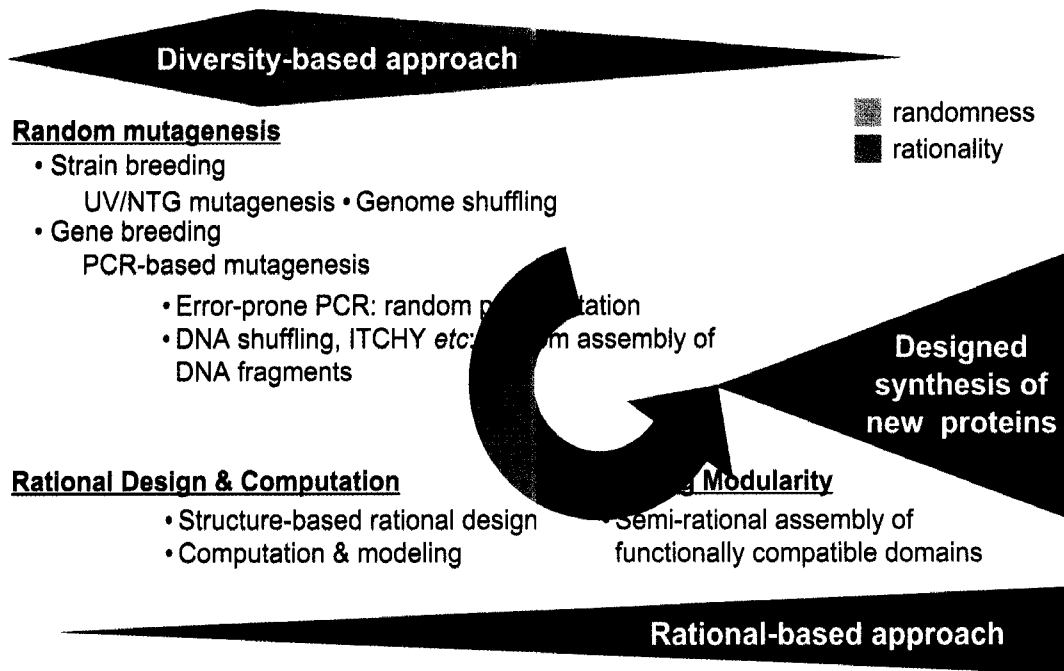 Diversity-based approach
randomness
rationality
Random mutagenesis
• Strain breeding
UV/NTG mutagenesis • Genome shuffling
• Gene breeding
PCR-based mutagenesis
• Error-prone PCR: random
• DNA shuffling, ITCHY etc: assembly of
DNA fragments
Designed
synthesis of
new proteins
Rational Design & Computation
• Structure-based rational design
• Computation & modeling
Modularity
• Semi-rational assembly of
functionally compatible domains
Rational-based approach